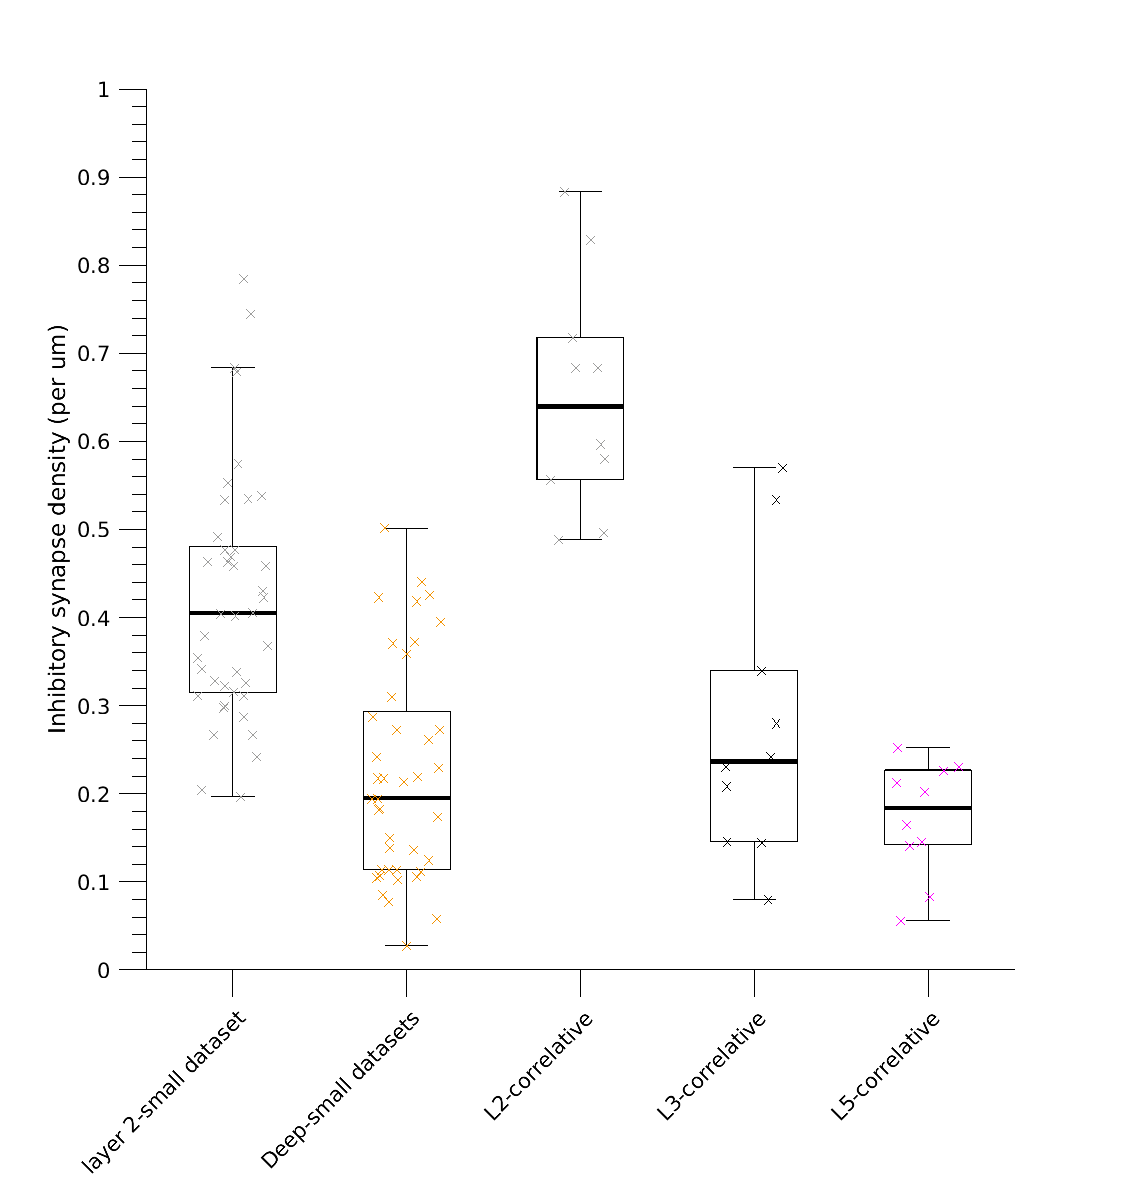 1
0.9
0.8
0.7
0.6
0.5
0.4
0.3
0.2
0.1
0
Inhibitory synapse density (per um)
layer 2-small dataset
Deep-small datasets
L2-correlative
L3-correlative
L5-correlative